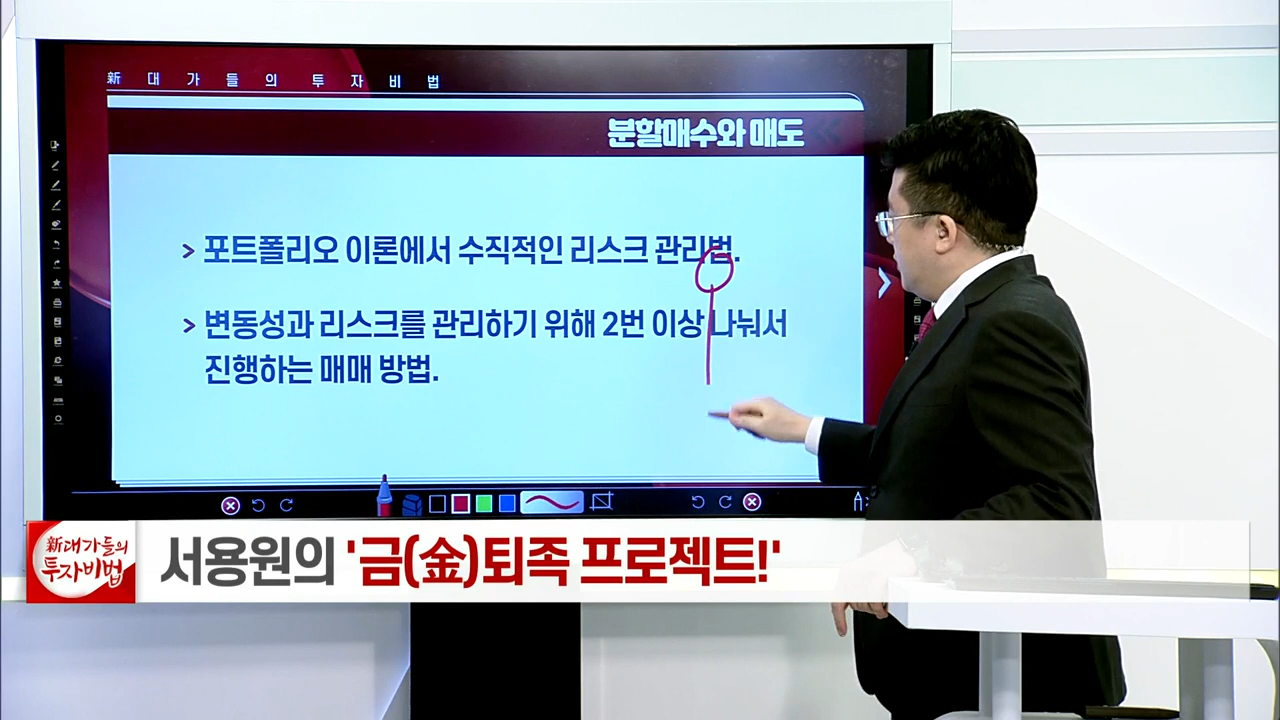 新 대 가 들 의 투 자 비 법
분할매수와 매도
> 포트폴리오 이론에서 수직적인 리스크 관리법.
> 변동성과 리스크를 관리하기 위해 2번 이상 나눠서
진행하는 매매 방법.
新대가들의
투자비법
서용원의 '금(金)퇴족 프로젝트!'